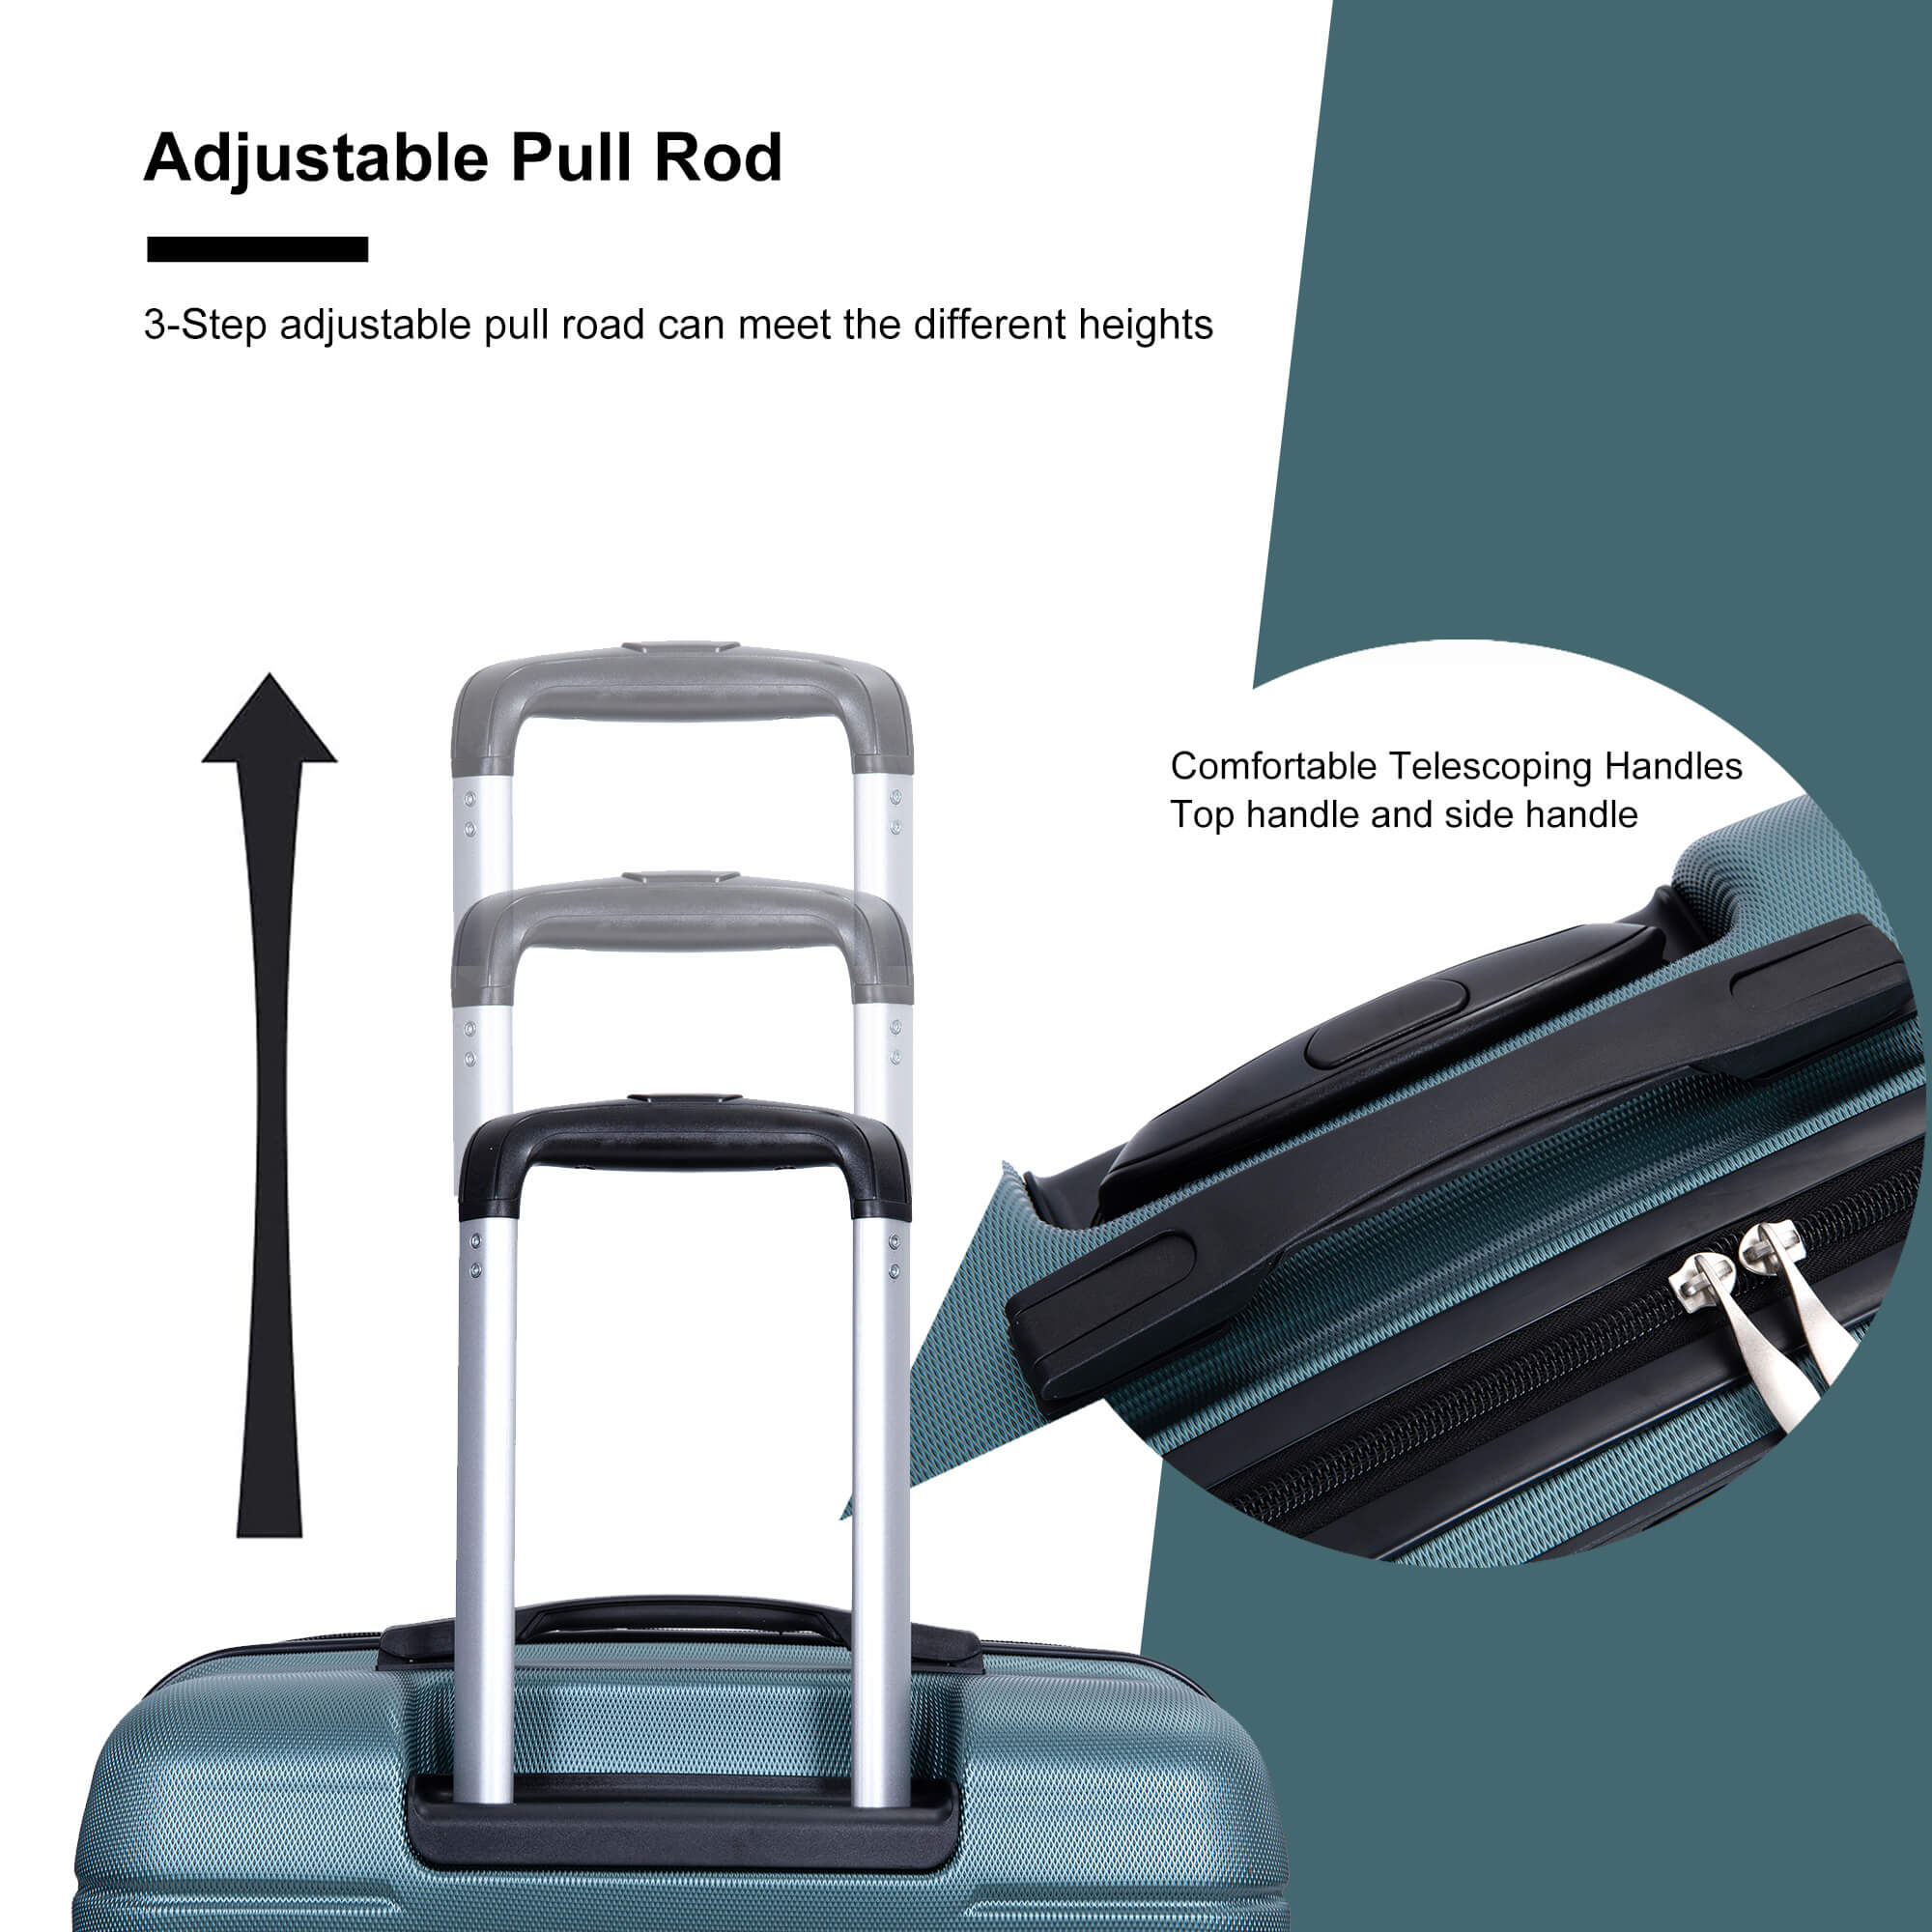 Adjustable Pull Rod
3-Step adjustable pull road can meet the different heights
Comfortable Telescoping Handles
Top handle and side handle